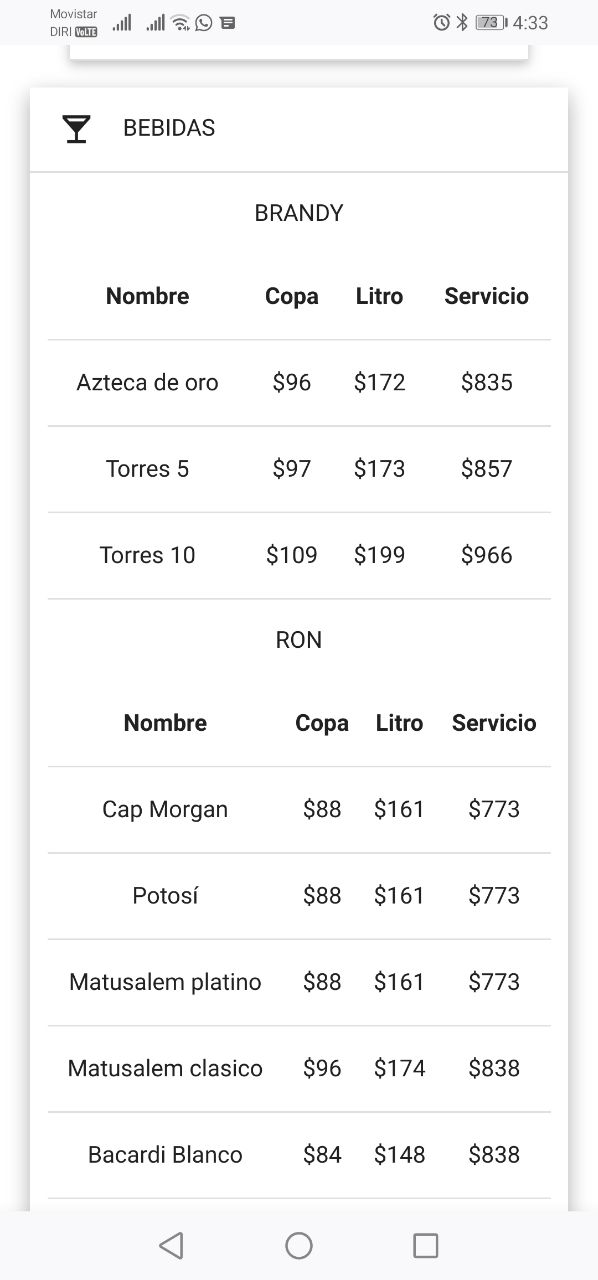 Movistar
DIRI VoLTE
73 4:33
BEBIDAS
BRANDY
Nombre Copa Litro Servicio
Azteca de oro $96 $172 $835
Torres 5 $97 $173 $857
Torres 10 $109 $199 $966
RON
Nombre Copa Litro Servicio
Cap Morgan $88 $161 $773
Potosí $88 $161 $773
Matusalem platino $88 $161 $773
Matusalem clasico $96 $174 $838
Bacardi Blanco $84 $148 $838